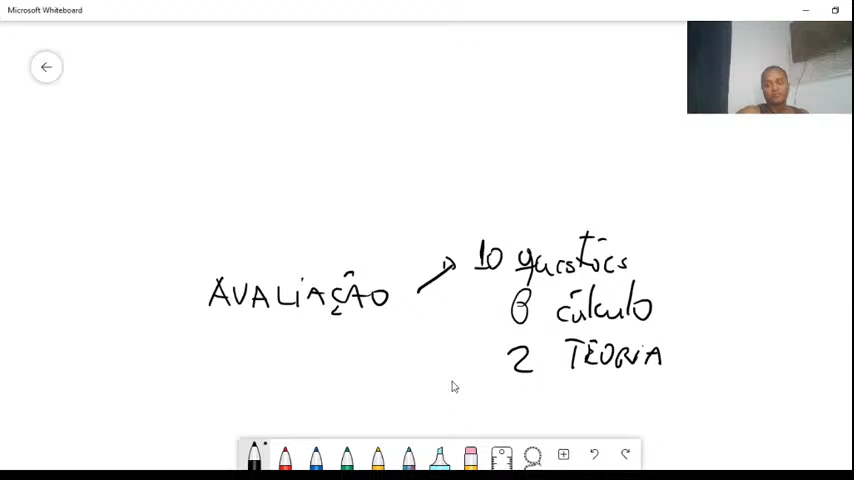 Microsoft Whiteboard
AVALIAÇÃO → 10 questões
8 cálculo
2 TEORIA